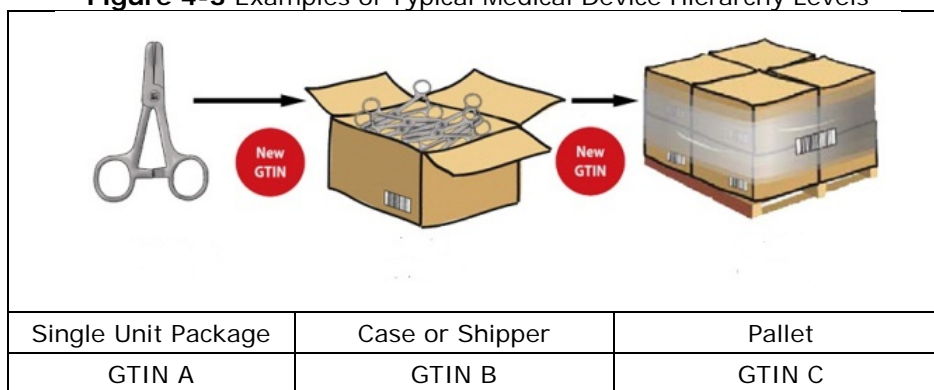 Figure 4-3 Examples of Typical Medical Device Hierarchy Levels
New
GTIN
New
GTIN
Single Unit Package
Case or Shipper
Pallet
GTIN A
GTIN B
GTIN C